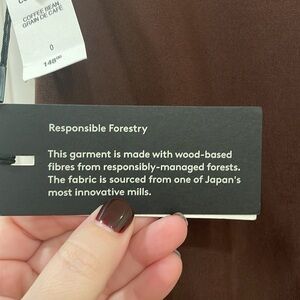 COFFEE BEAN
GRAIN DE CAFÉ
0
148⁰⁰
Responsible Forestry
This garment is made with wood-based
fibres from responsibly-managed forests.
The fabric is sourced from one of Japan's
most innovative mills.